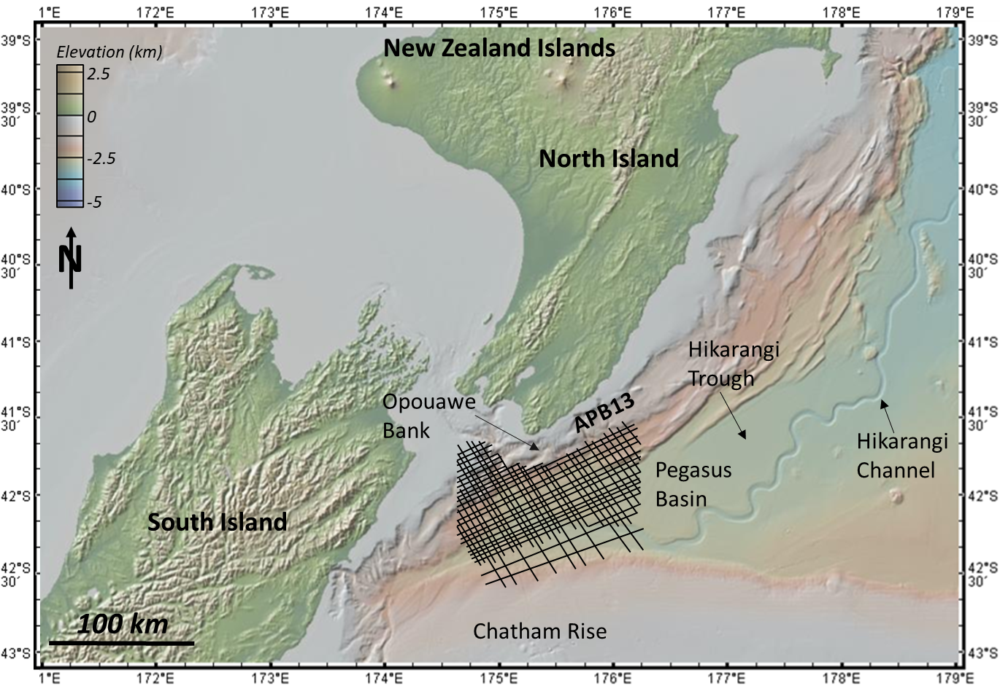 1°E 172°E 173°E 174°E 175°E 176°E 177°E 178°E 179°E
39°S
39°S
30´
40°S
40°S
30´
41°S
41°S
30´
42°S
42°S
30´
43°S
Elevation (km)
2.5
0
-2.5
-5
N
New Zealand Islands
North Island
South Island
Opouawe
Bank
APB13
Hikarangi
Trough
Hikarangi
Channel
Pegasus
Basin
Chatham Rise
100 km
39°S
39°S
30´
40°S
40°S
30´
41°S
41°S
30´
42°S
42°S
30´
43°S
1°E 172°E 173°E 174°E 175°E 176°E 177°E 178°E 179°E